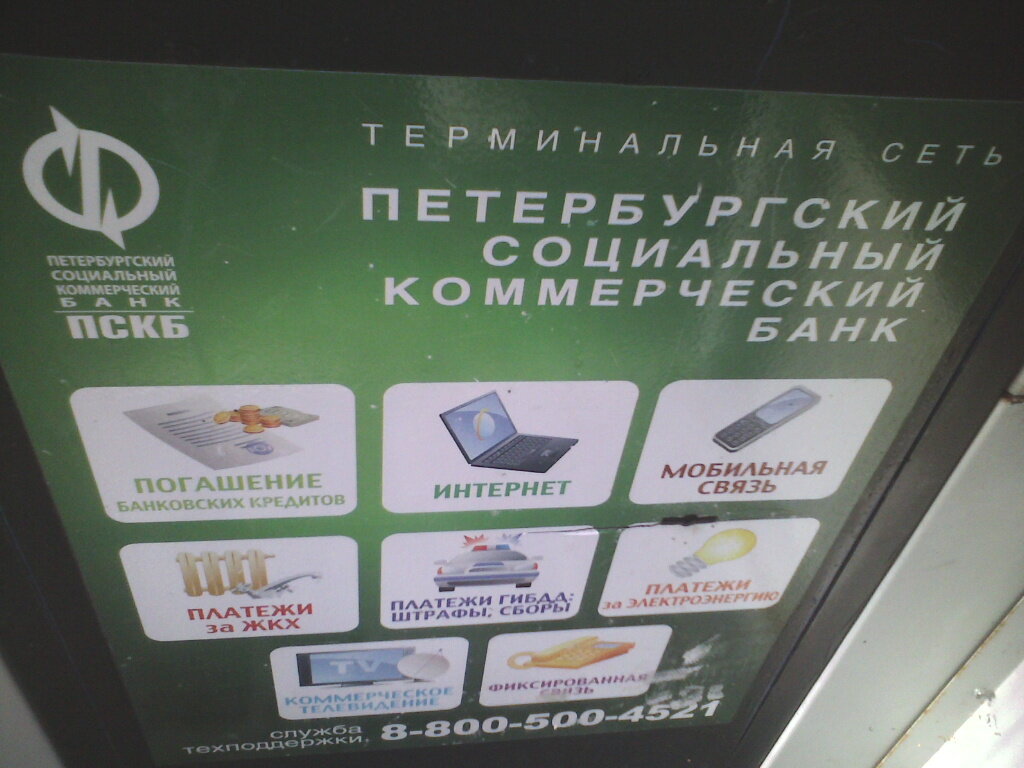 ТЕРМИНАЛЬНАЯ СЕТЬ
ПЕТЕРБУРГСКИЙ
СОЦИАЛЬНЫЙ
КОММЕРЧЕСКИЙ
БАНК
ПЕТЕРБУРГСКИЙ
СОЦИАЛЬНЫЙ
КОММЕРЧЕСКИЙ
БАНК
ПСКБ
ПОГАШЕНИЕ
БАНКОВСКИХ КРЕДИТОВ
ИНТЕРНЕТ
МОБИЛЬНАЯ
СВЯЗЬ
ПЛАТЕЖИ
за ЖКХ
ПЛАТЕЖИ ГИБДД:
ШТРАФЫ, СБОРЫ
ПЛАТЕЖИ
за ЭЛЕКТРОЭНЕРГИЮ
TV
КОММЕРЧЕСКОЕ
ТЕЛЕВИДЕНИЕ
ФИКСИРОВАННАЯ
СВЯЗЬ
служба
техподдержки.
8-800-500-4521